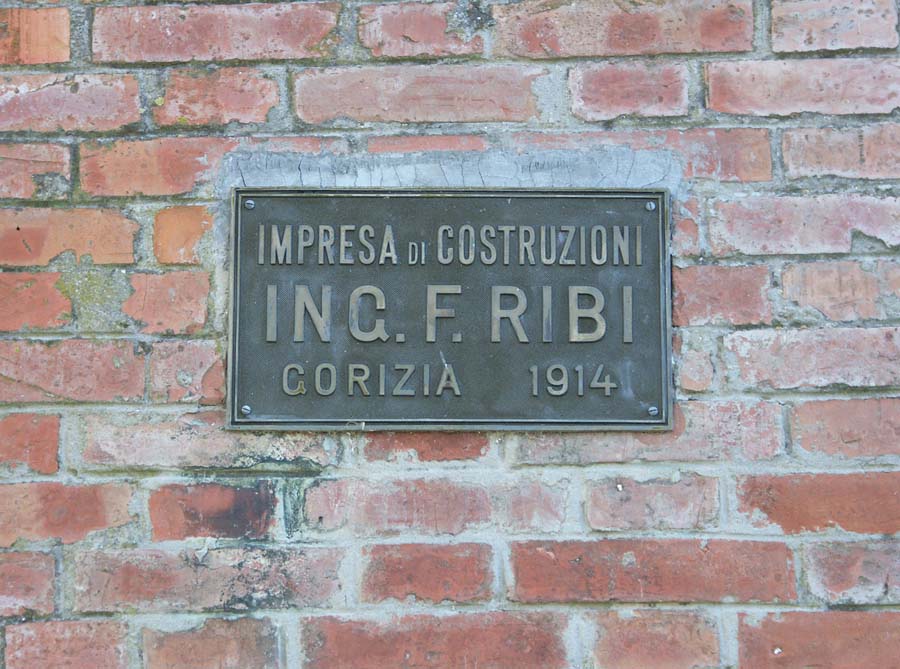 IMPRESA DI COSTRUZIONI
ING. F. RIBI
GORIZIA 1914